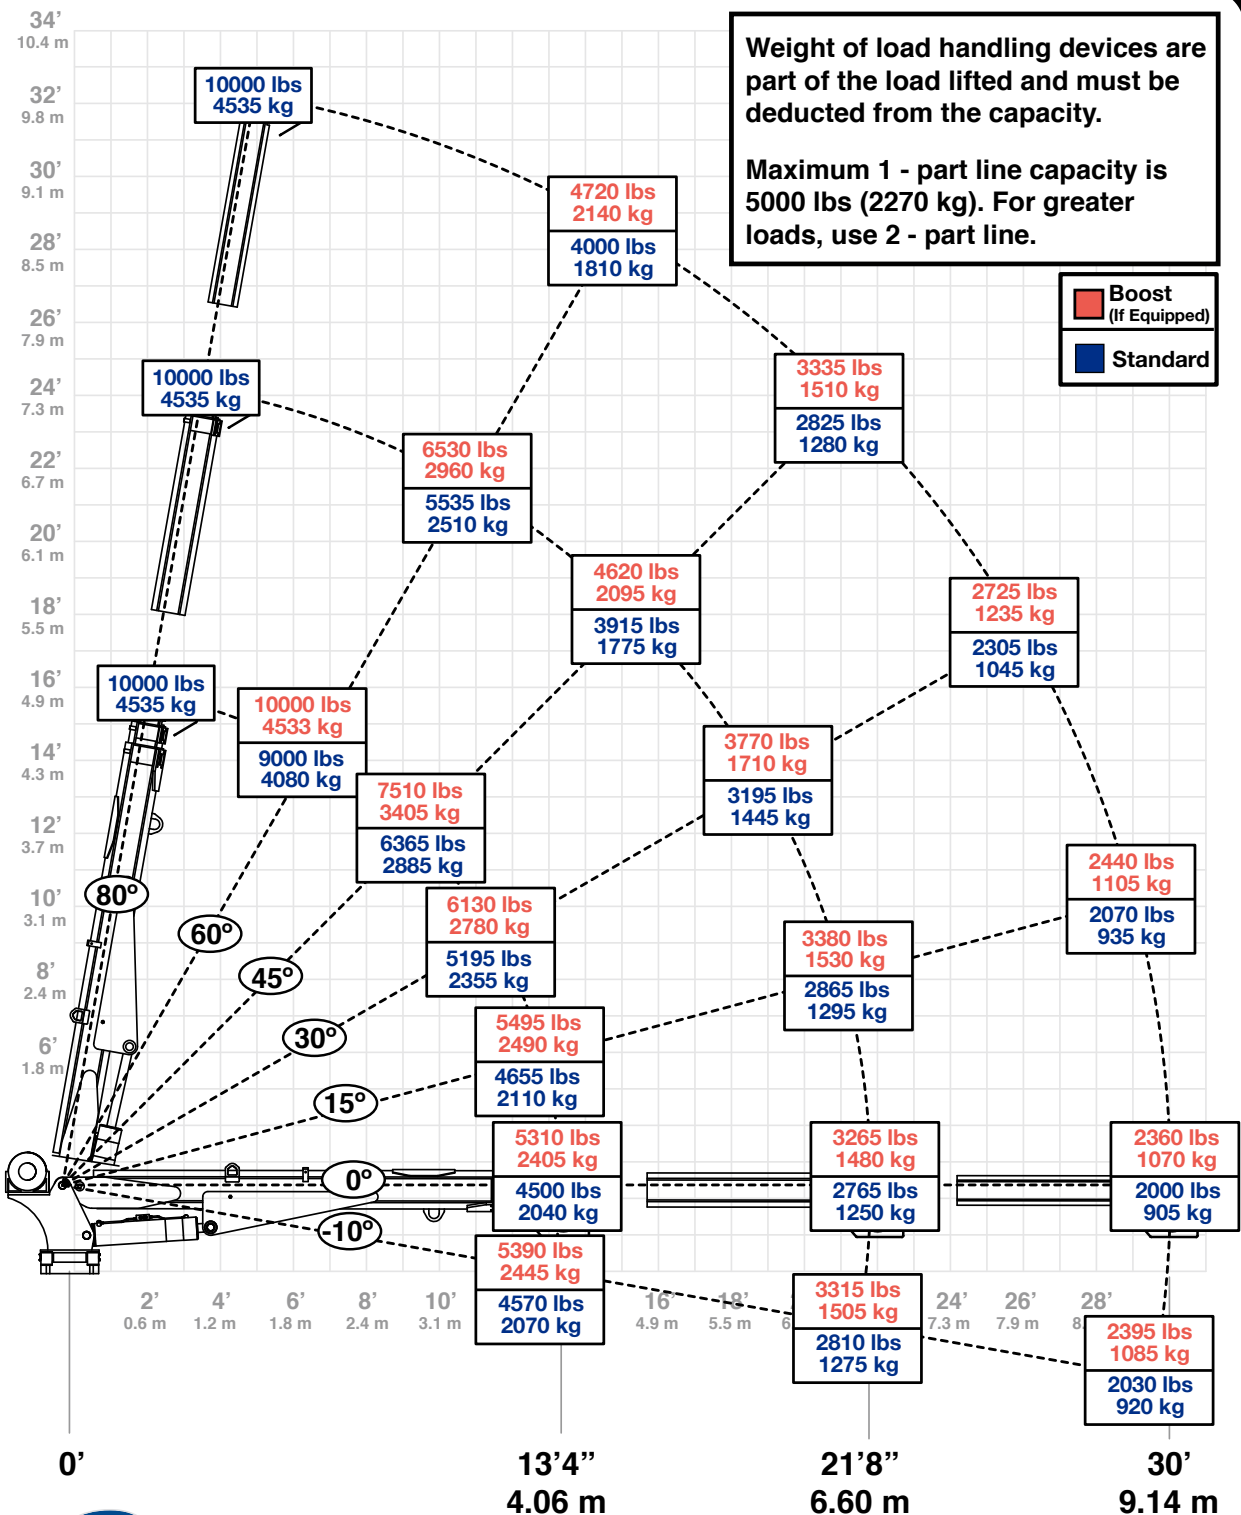 34’
10.4 m
32’
9.8 m
30’
9.1 m
28’
8.5 m
26’
7.9 m
24’
7.3 m
22’
6.7 m
20’
6.1 m
18’
5.5 m
16’
4.9 m
14’
4.3 m
12’
3.7 m
10’
3.1 m
8’
2.4 m
6’
1.8 m
Weight of load handling devices are
part of the load lifted and must be
deducted from the capacity.
Maximum 1 - part line capacity is
5000 lbs (2270 kg). For greater
loads, use 2 - part line.
Boost
(If Equipped)
Standard
10000 lbs
4535 kg
4720 lbs
2140 kg
4000 lbs
1810 kg
3335 lbs
1510 kg
2825 lbs
1280 kg
10000 lbs
4535 kg
6530 lbs
2960 kg
5535 lbs
2510 kg
4620 lbs
2095 kg
3915 lbs
1775 kg
2725 lbs
1235 kg
2305 lbs
1045 kg
10000 lbs
4535 kg
10000 lbs
4533 kg
9000 lbs
4080 kg
7510 lbs
3405 kg
6365 lbs
2885 kg
3770 lbs
1710 kg
3195 lbs
1445 kg
2440 lbs
1105 kg
2070 lbs
935 kg
6130 lbs
2780 kg
5195 lbs
2355 kg
3380 lbs
1530 kg
2865 lbs
1295 kg
5495 lbs
2490 kg
4655 lbs
2110 kg
5310 lbs
2405 kg
4500 lbs
2040 kg
3265 lbs
1480 kg
2765 lbs
1250 kg
2360 lbs
1070 kg
2000 lbs
905 kg
5390 lbs
2445 kg
4570 lbs
2070 kg
3315 lbs
1505 kg
2810 lbs
1275 kg
2395 lbs
1085 kg
2030 lbs
920 kg
80º
60º
45º
30º
15º
0º
-10º
2’
0.6 m
4’
1.2 m
6’
1.8 m
8’
2.4 m
10’
3.1 m
16’
4.9 m
18’
5.5 m
24’
7.3 m
26’
7.9 m
28’
0’
13’4”
4.06 m
21’8”
6.60 m
30’
9.14 m